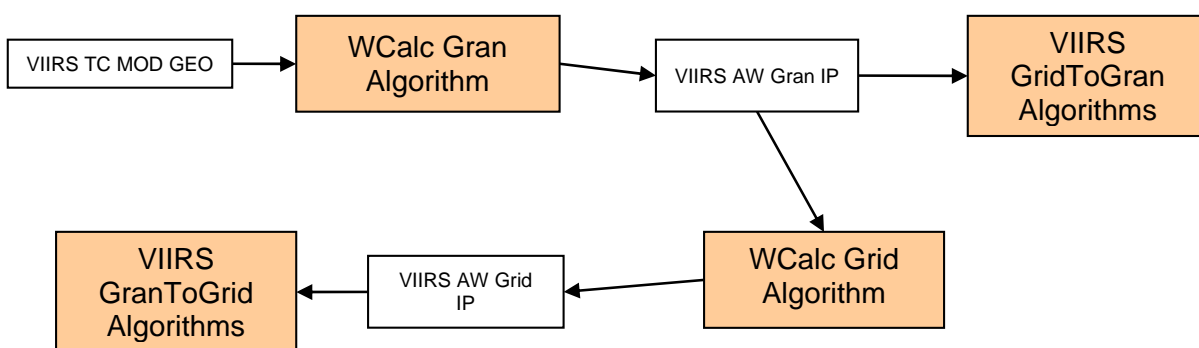 VIIRS TC MOD GEO
WCalc Gran
Algorithm
VIIRS AW Gran IP
VIIRS
GridToGran
Algorithms
VIIRS
GranToGrid
Algorithms
VIIRS AW Grid
IP
WCalc Grid
Algorithm